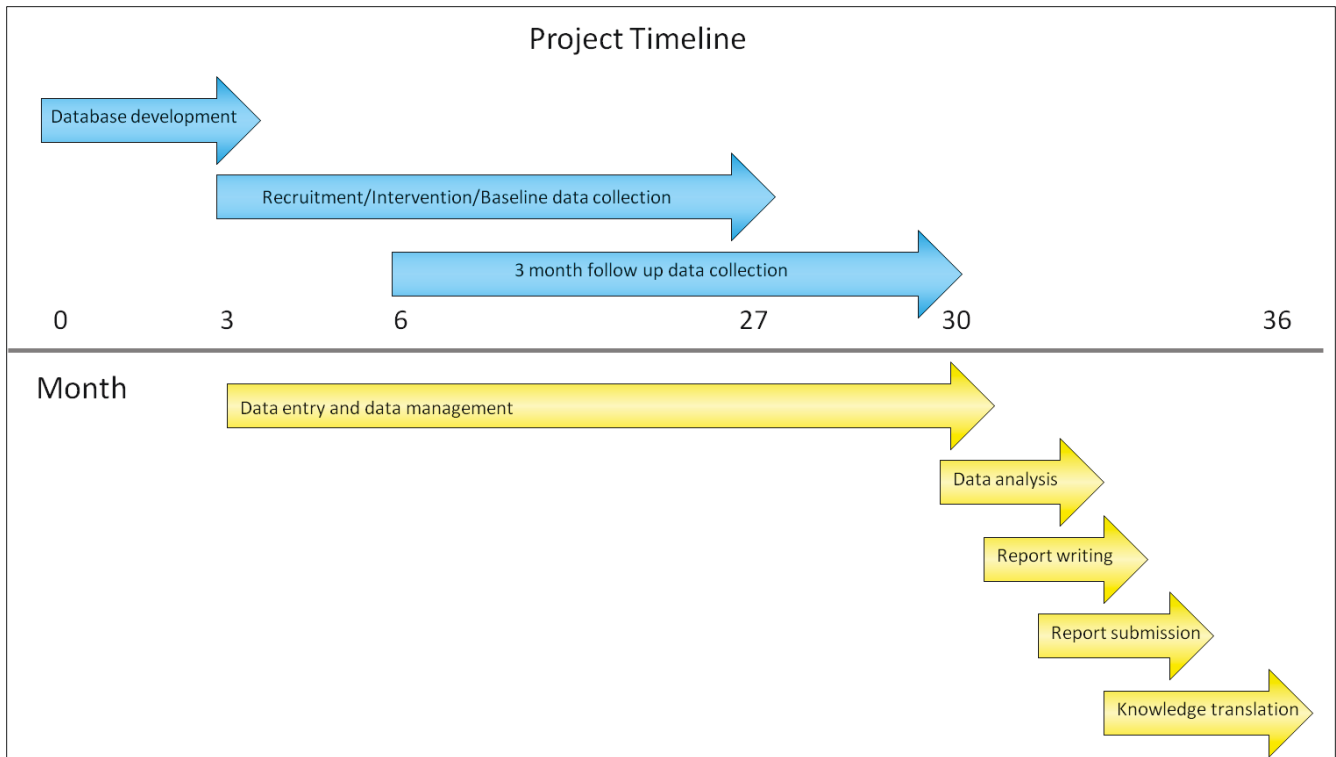 Project Timeline
Database development
Recruitment/Intervention/Baseline data collection
3 month follow up data collection
0 3 6 27 30 36
Month
Data entry and data management
Data analysis
Report writing
Report submission
Knowledge translation